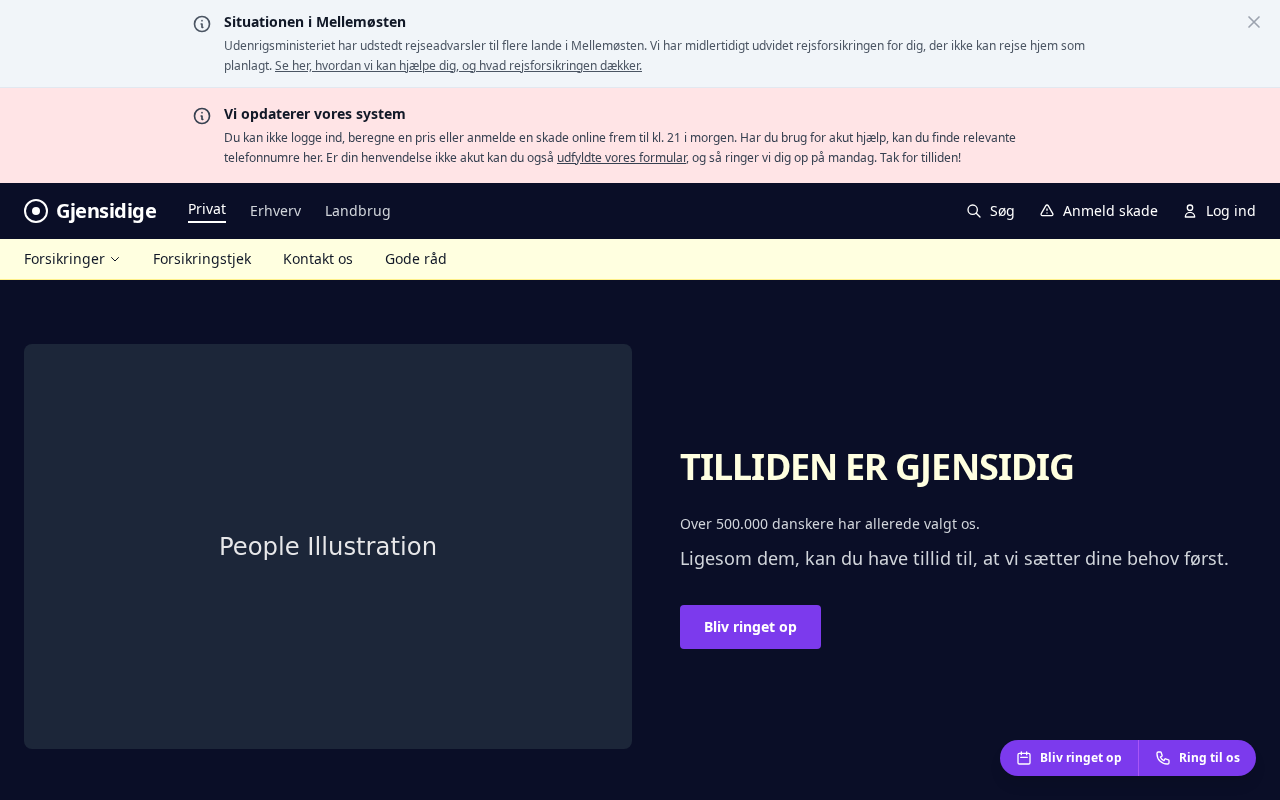 Situationen i Mellemøsten
Udenrigsministeriet har udstedt rejseadvarsler til flere lande i Mellemøsten. Vi har midlertidigt udvidet rejsforsikringen for dig, der ikke kan rejse hjem som
planlagt. Se her, hvordan vi kan hjælpe dig, og hvad rejsforsikringen dækker.
Vi opdaterer vores system
Du kan ikke logge ind, beregne en pris eller anmelde en skade online frem til kl. 21 i morgen. Har du brug for akut hjælp, kan du finde relevante
telefonnumre her. Er din henvendelse ikke akut kan du også udfyldte vores formular, og så ringer vi dig op på mandag. Tak for tilliden!
Gjensidige
Privat
Erhverv
Landbrug
Søg
Anmeld skade
Log ind
Forsikringer
Forsikringstjek
Kontakt os
Gode råd
People Illustration
TILLIDEN ER GJENSIDIG
Over 500.000 danskere har allerede valgt os.
Ligesom dem, kan du have tillid til, at vi sætter dine behov først.
Bliv ringet op
Bliv ringet op
Ring til os